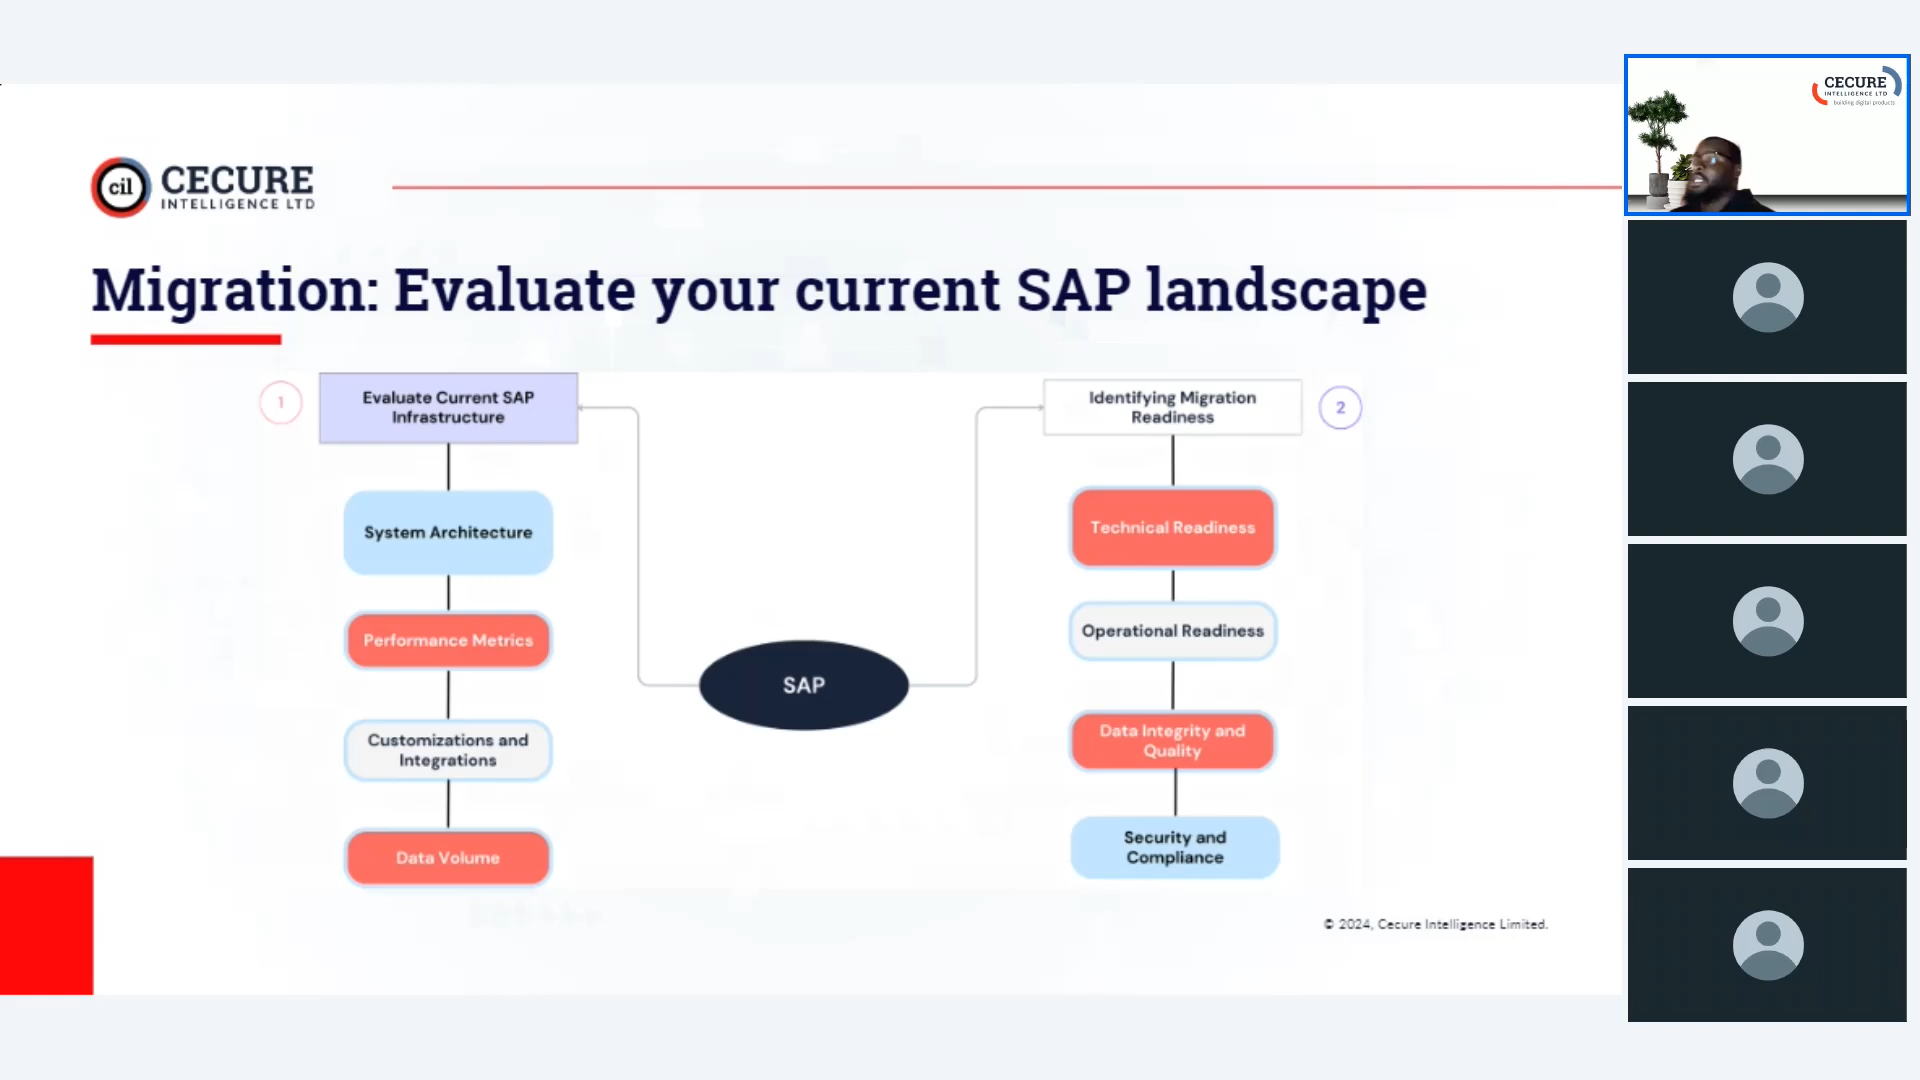 cil CECURE
INTELLIGENCE LTD
Migration: Evaluate your current SAP landscape
1
Evaluate Current SAP
Infrastructure
System Architecture
Performance Metrics
Customizations and
Integrations
Data Volume
SAP
Identifying Migration
Readiness
2
Technical Readiness
Operational Readiness
Data Integrity and
Quality
Security and
Compliance
© 2024, Cecure Intelligence Limited.
CECURE
INTELLIGENCE LTD
building digital products